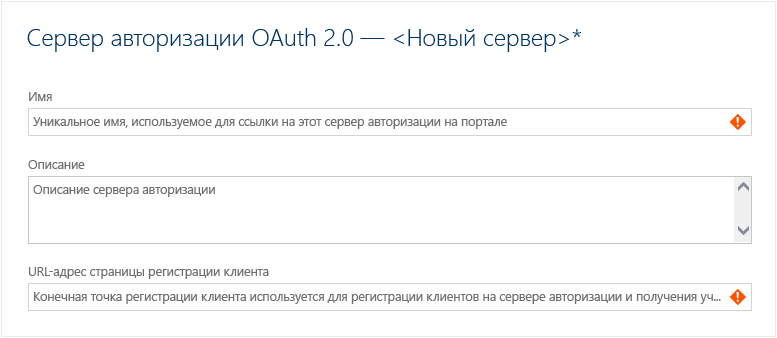 Сервер авторизации OAuth 2.0 — <Новый сервер>*
Имя
Уникальное имя, используемое для ссылки на этот сервер авторизации на портале
Описание
Описание сервера авторизации
URL-адрес страницы регистрации клиента
Конечная точка регистрации клиента используется для регистрации клиентов на сервере авторизации и получения уч...